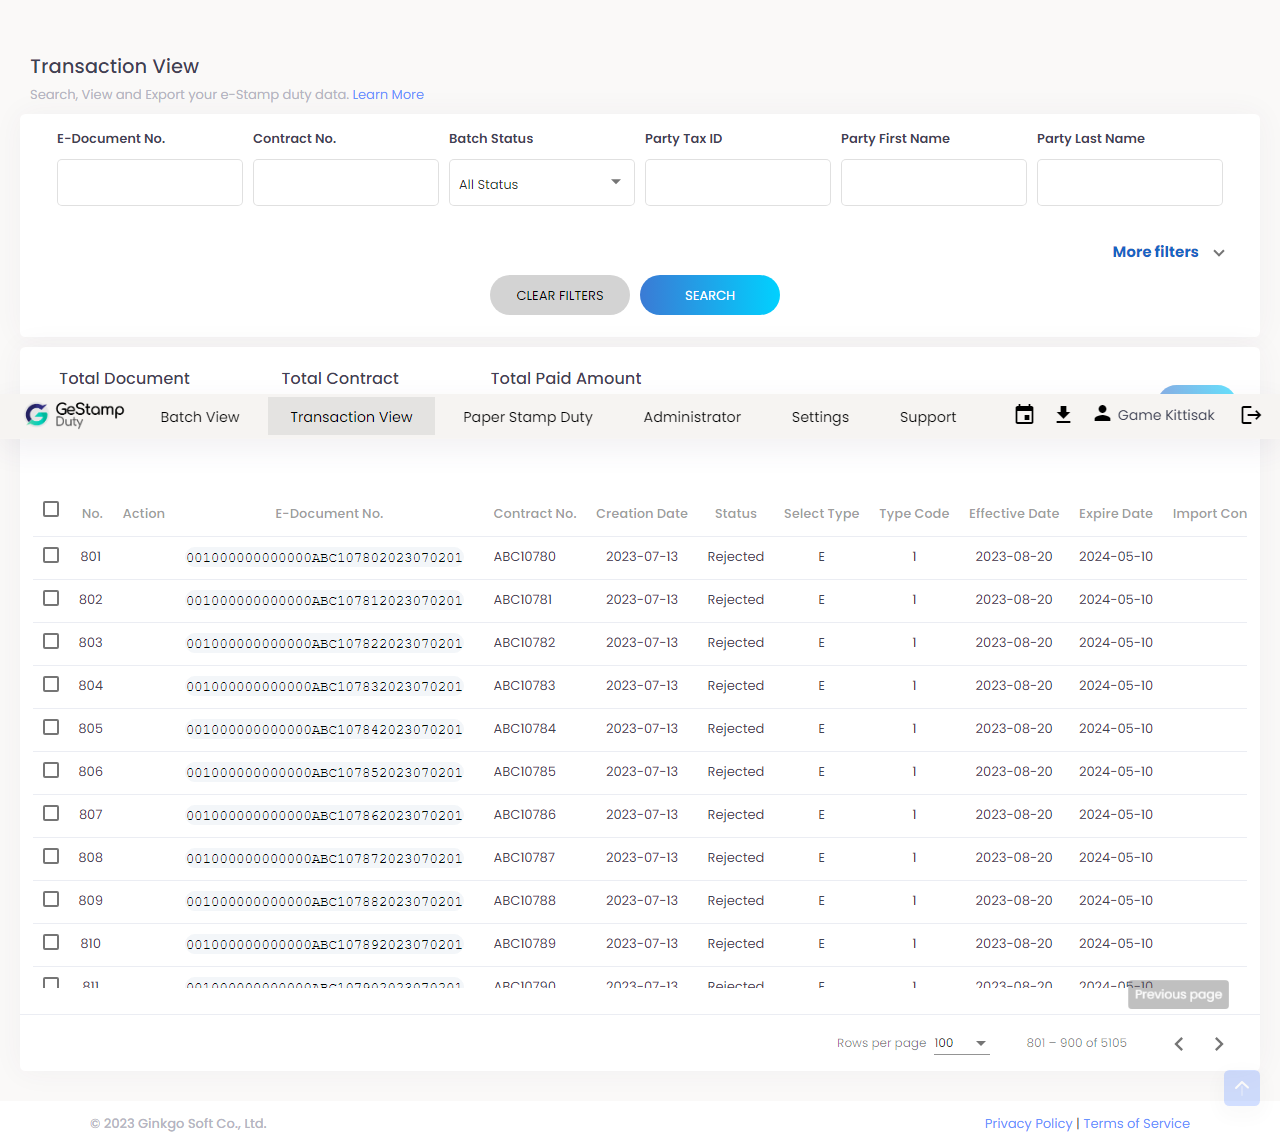 Transaction View
Search, View and Export your e-Stamp duty data. Learn More
E-Document No. Contract No. Batch Status Party Tax ID Party First Name Party Last Name
All Status
More filters
CLEAR FILTERS SEARCH
Total Document Total Contract Total Paid Amount
GeStamp Duty Batch View Transaction View Paper Stamp Duty Administrator Settings Support Game Kittisak
No. Action E-Document No. Contract No. Creation Date Status Select Type Type Code Effective Date Expire Date Import Con
801 001000000000000ABC107802023070201 ABC10780 2023-07-13 Rejected E 1 2023-08-20 2024-05-10
802 001000000000000ABC107812023070201 ABC10781 2023-07-13 Rejected E 1 2023-08-20 2024-05-10
803 001000000000000ABC107822023070201 ABC10782 2023-07-13 Rejected E 1 2023-08-20 2024-05-10
804 001000000000000ABC107832023070201 ABC10783 2023-07-13 Rejected E 1 2023-08-20 2024-05-10
805 001000000000000ABC107842023070201 ABC10784 2023-07-13 Rejected E 1 2023-08-20 2024-05-10
806 001000000000000ABC107852023070201 ABC10785 2023-07-13 Rejected E 1 2023-08-20 2024-05-10
807 001000000000000ABC107862023070201 ABC10786 2023-07-13 Rejected E 1 2023-08-20 2024-05-10
808 001000000000000ABC107872023070201 ABC10787 2023-07-13 Rejected E 1 2023-08-20 2024-05-10
809 001000000000000ABC107882023070201 ABC10788 2023-07-13 Rejected E 1 2023-08-20 2024-05-10
810 001000000000000ABC107892023070201 ABC10789 2023-07-13 Rejected E 1 2023-08-20 2024-05-10
811 001000000000000ABC107902023070201 ABC10790 2023-07-13 Rejected E 1 2023-08-20 2024-05-10
Previous page
Rows per page 100 801 – 900 of 5105
© 2023 Ginkgo Soft Co., Ltd. Privacy Policy | Terms of Service